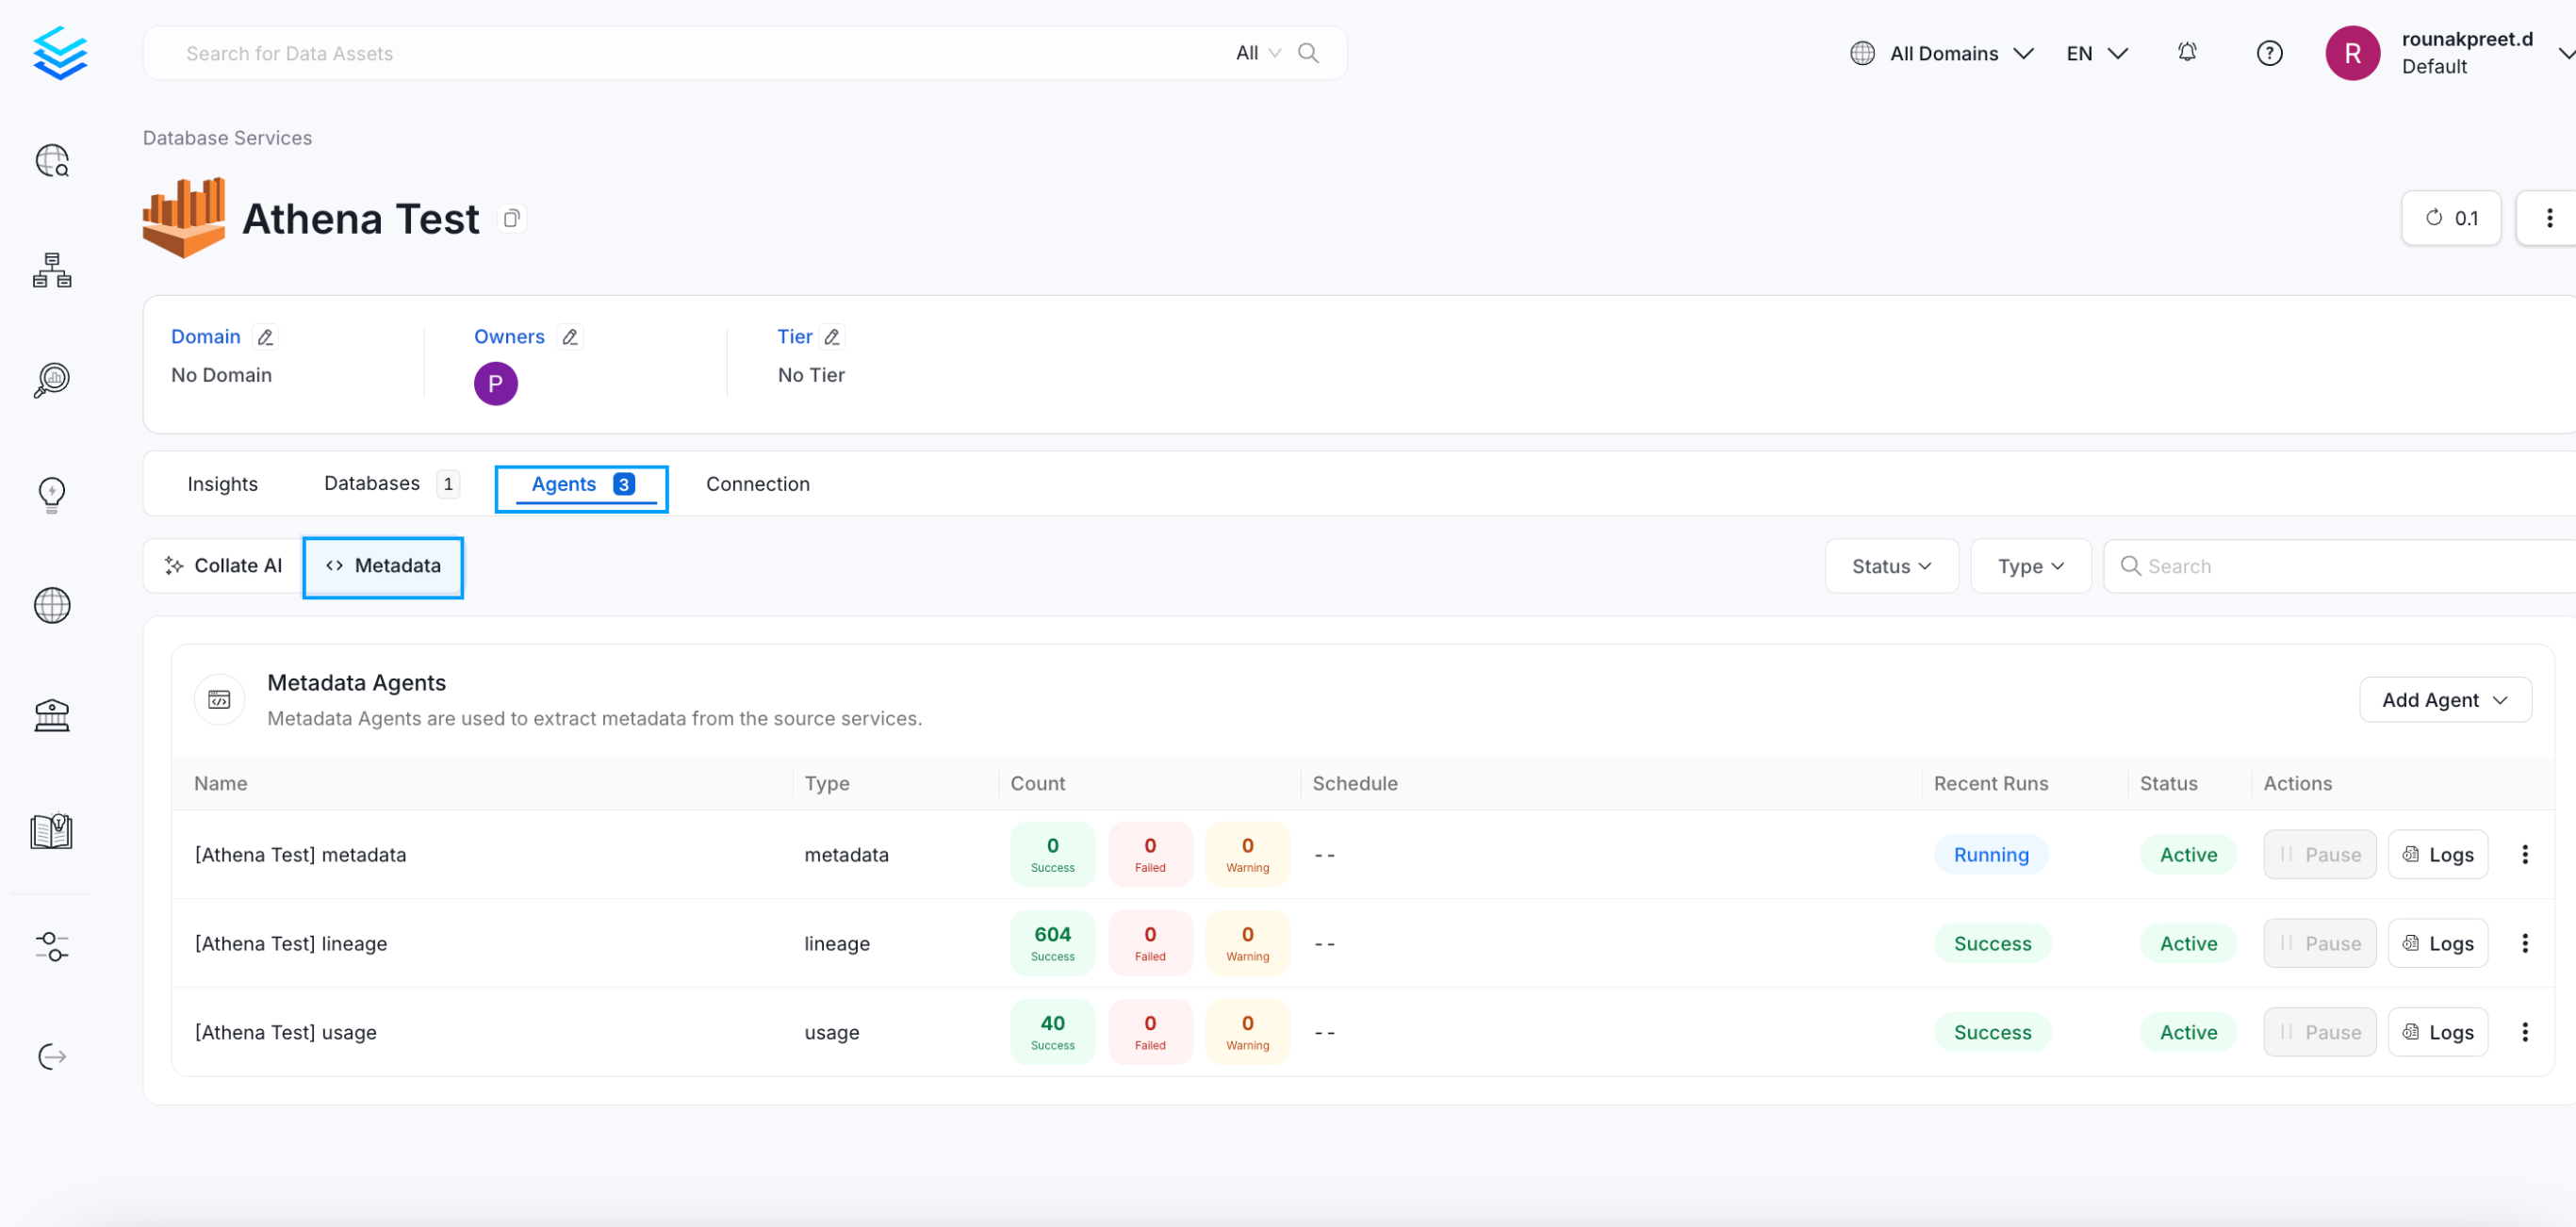 Search for Data Assets All All Domains EN ? R rounakpreet.d
Default
Database Services
Athena Test 0.1
Domain Owners Tier
No Domain P No Tier
Insights Databases 1 Agents 3 Connection
Collate AI <> Metadata Status Type Search
Metadata Agents
Metadata Agents are used to extract metadata from the source services.
Add Agent
Name Type Count Schedule Recent Runs Status Actions
[Athena Test] metadata metadata 0 Success 0 Failed 0 Warning -- Running Active Pause Logs
[Athena Test] lineage lineage 604 Success 0 Failed 0 Warning -- Success Active Pause Logs
[Athena Test] usage usage 40 Success 0 Failed 0 Warning -- Success Active Pause Logs